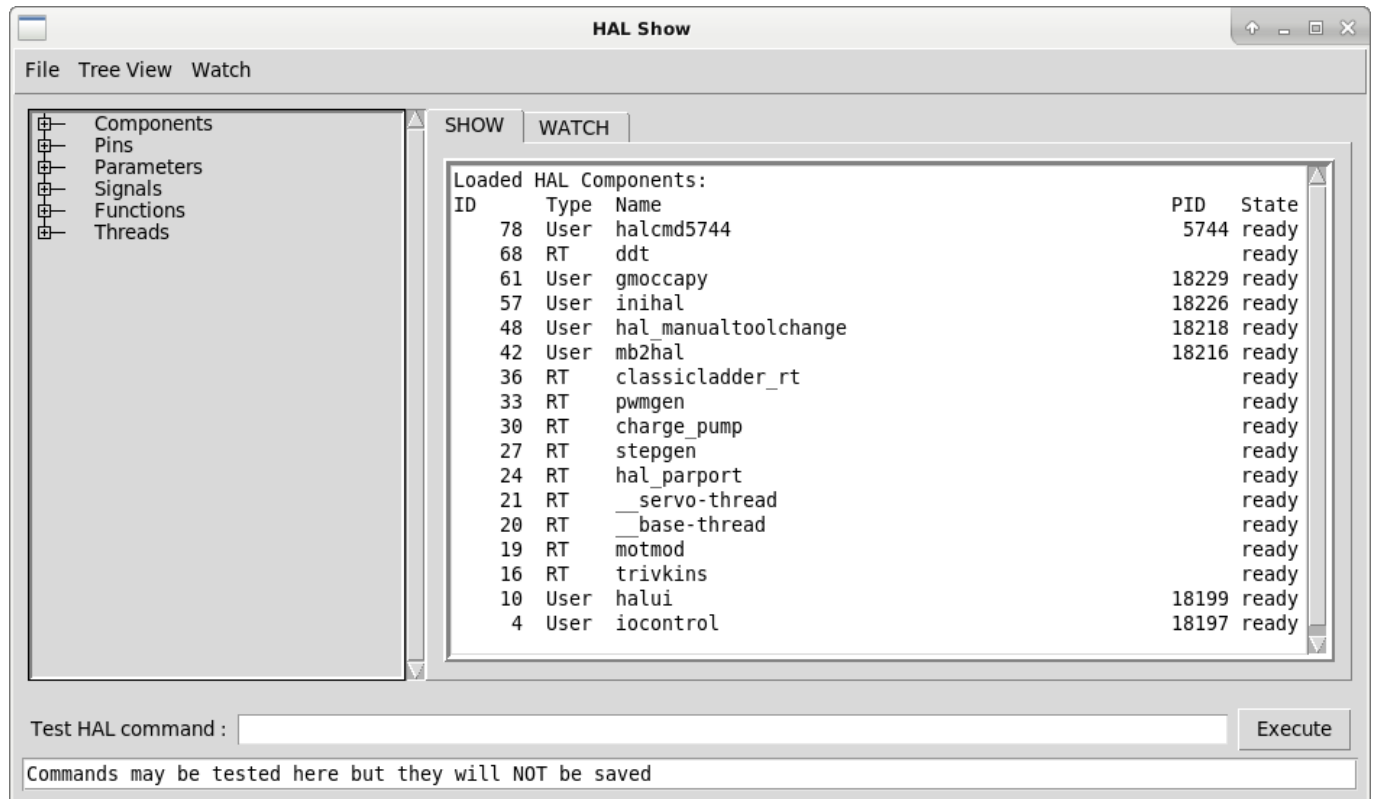 HAL Show
File Tree View Watch
Components
Pins
Parameters
Signals
Functions
Threads
SHOW WATCH
Loaded HAL Components:
ID Type Name PID State
78 User halcmd5744 5744 ready
68 RT ddt ready
61 User gmoccapy 18229 ready
57 User inihal 18226 ready
48 User hal_manualtoolchange 18218 ready
42 User mb2hal 18216 ready
36 RT classicladder_rt ready
33 RT pwmgen ready
30 RT charge_pump ready
27 RT stepgen ready
24 RT hal_parport ready
21 RT __servo-thread ready
20 RT __base-thread ready
19 RT motmod ready
16 RT trivkins ready
10 User halui 18199 ready
4 User iocontrol 18197 ready
Test HAL command : Execute
Commands may be tested here but they will NOT be saved